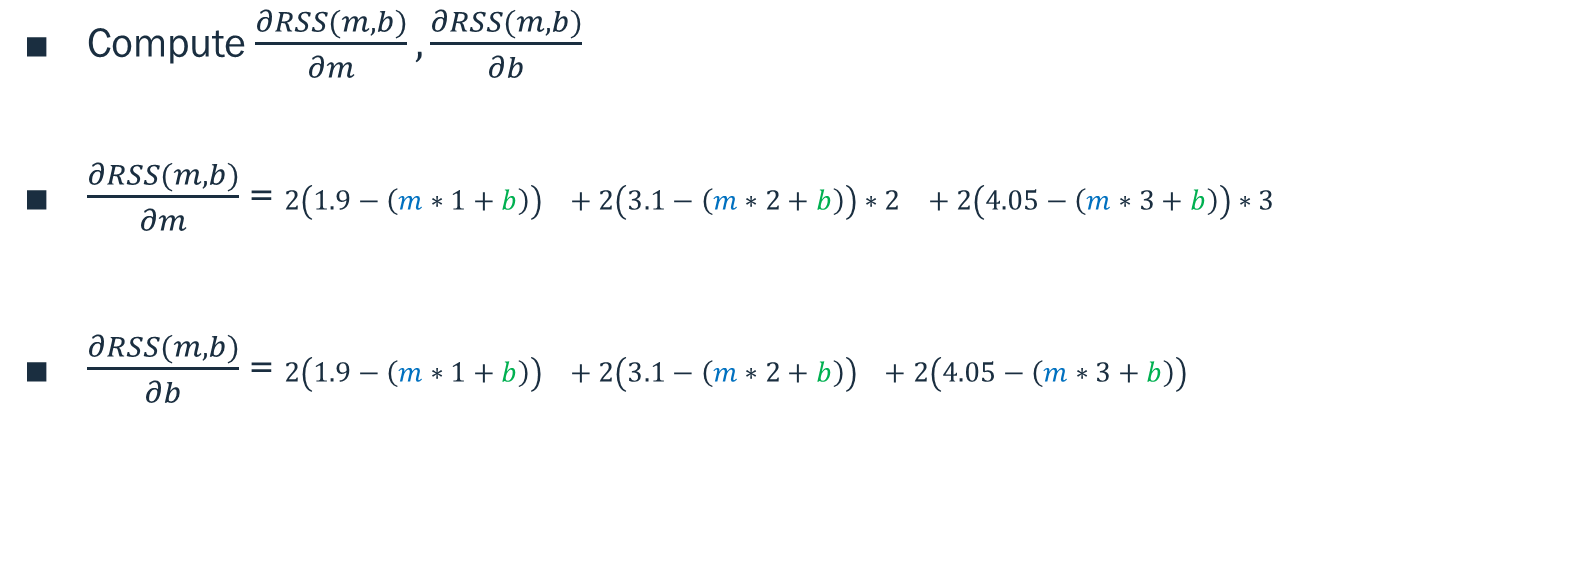 ■ Compute ∂RSS(m,b)/∂m , ∂RSS(m,b)/∂b
■ ∂RSS(m,b)/∂m = 2(1.9 − (m ∗ 1 + b)) + 2(3.1 − (m ∗ 2 + b)) ∗ 2 + 2(4.05 − (m ∗ 3 + b)) ∗ 3
■ ∂RSS(m,b)/∂b = 2(1.9 − (m ∗ 1 + b)) + 2(3.1 − (m ∗ 2 + b)) + 2(4.05 − (m ∗ 3 + b))